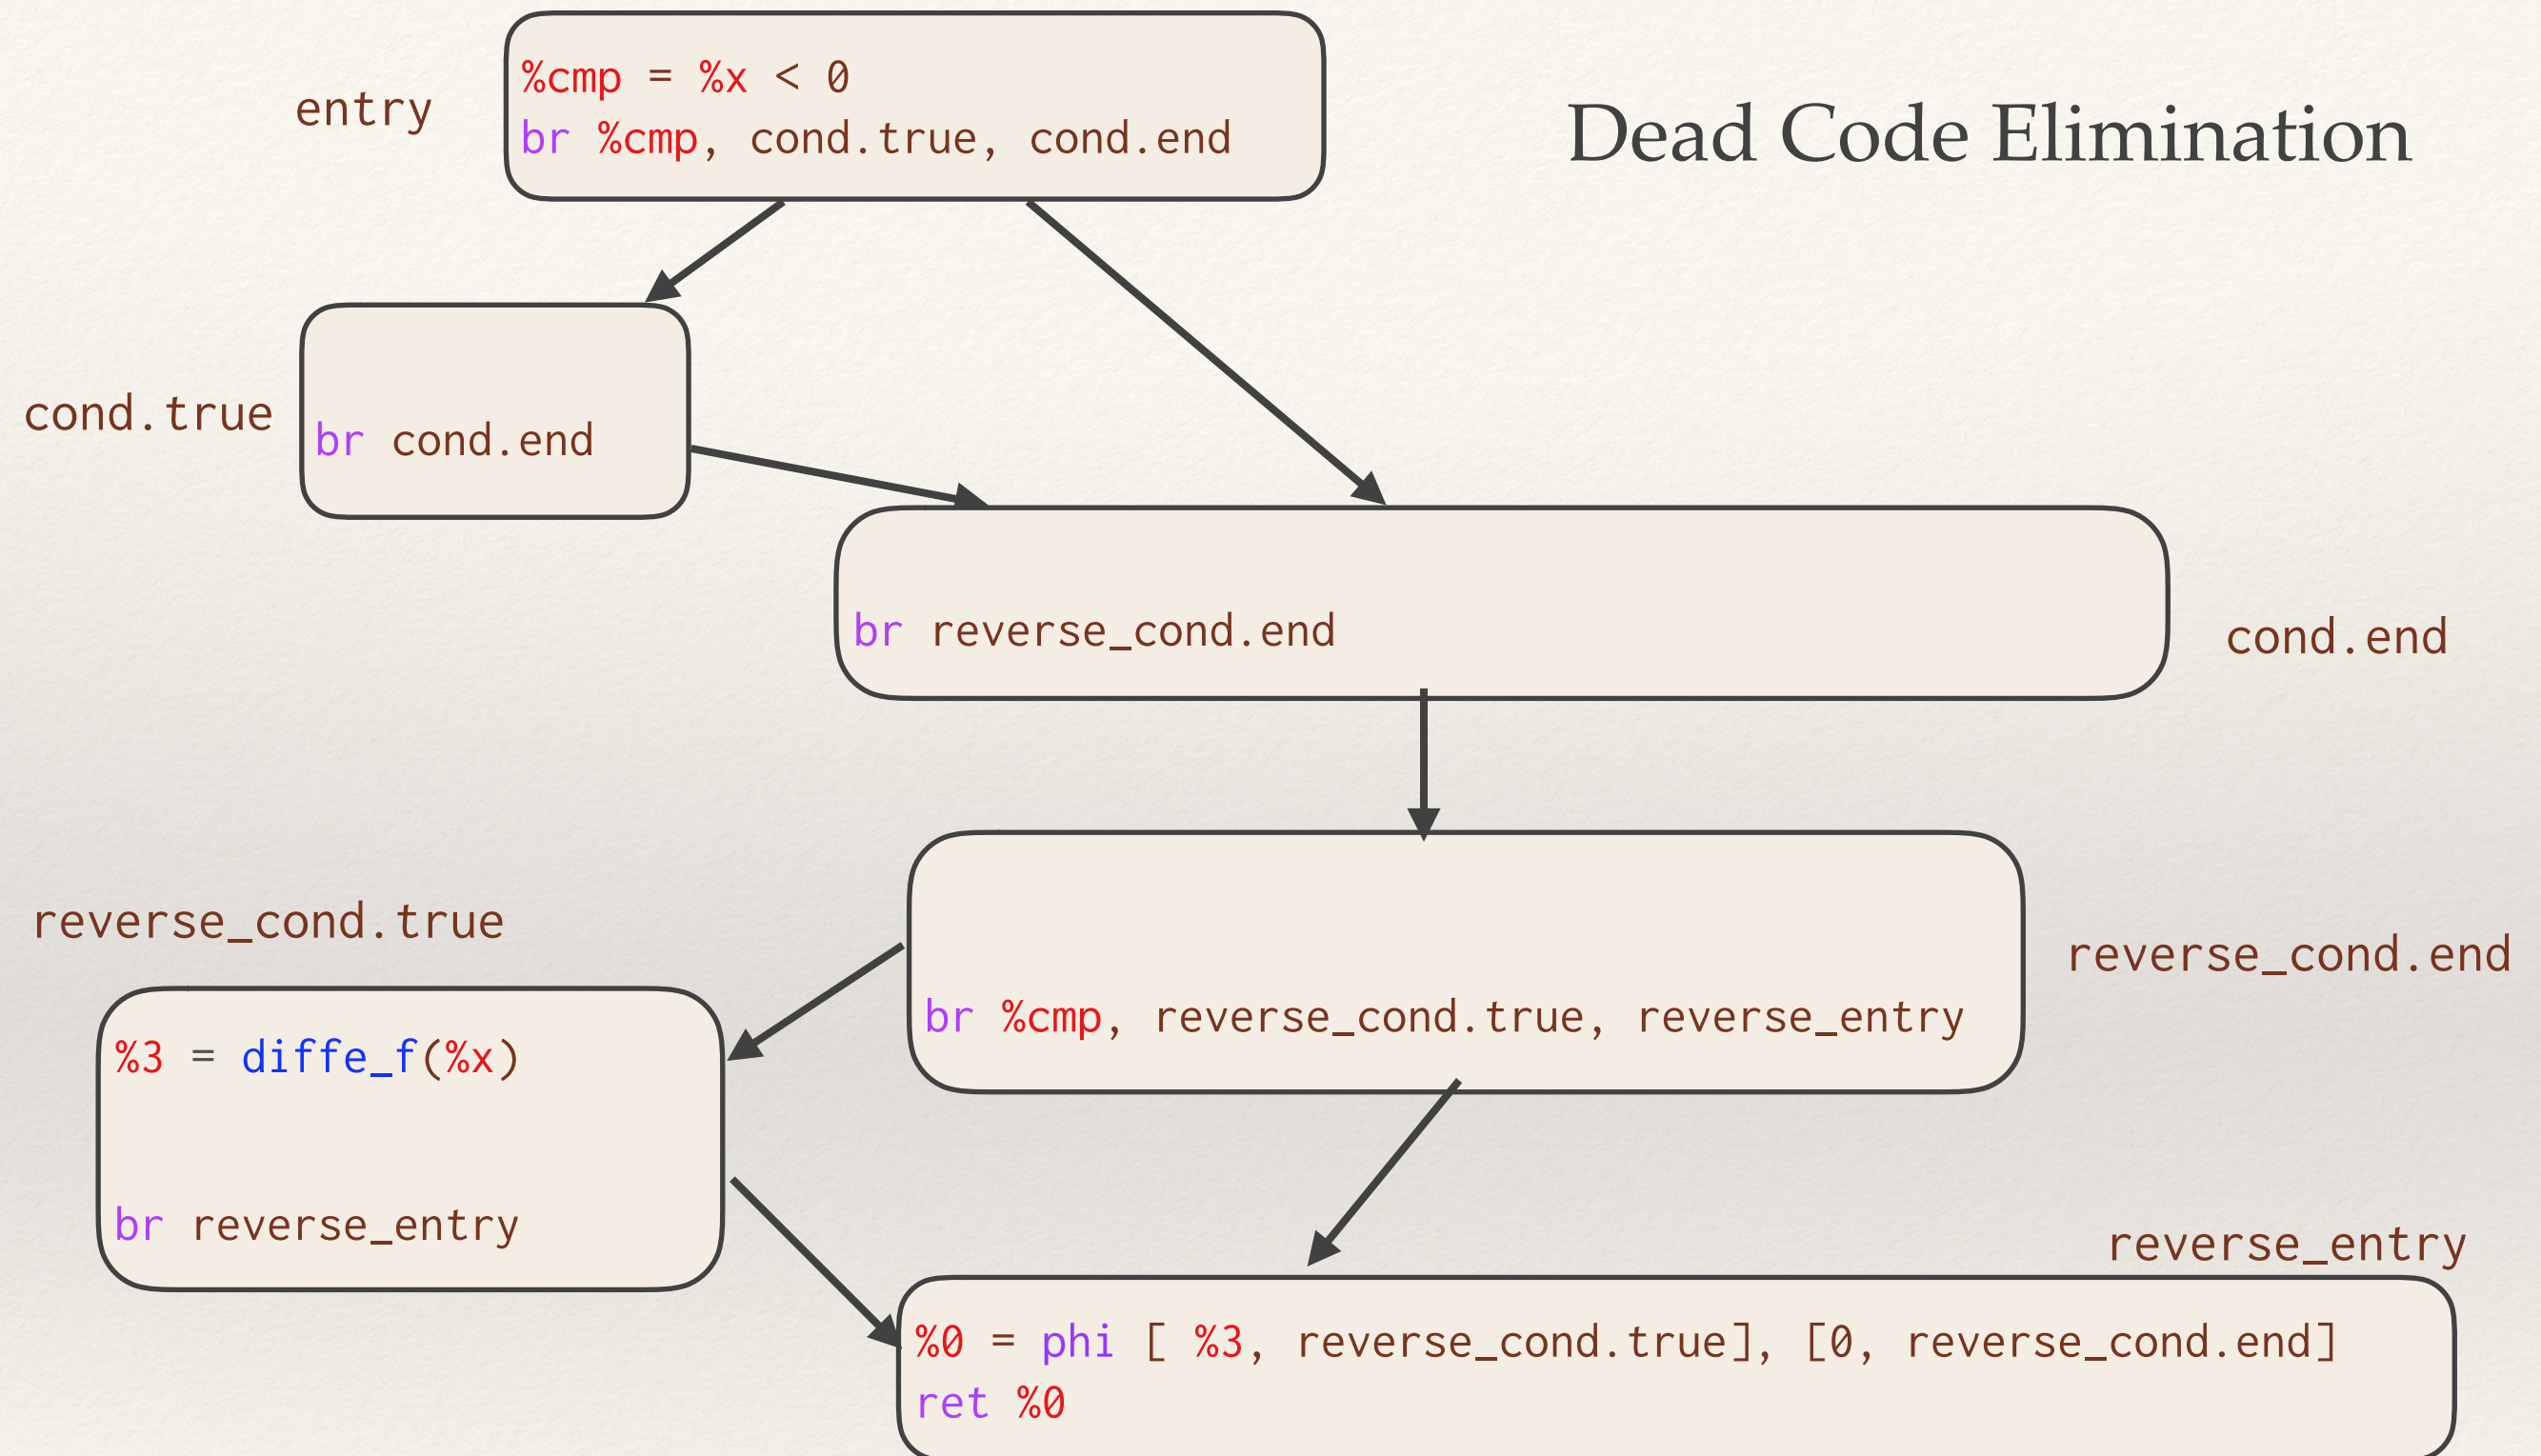 Dead Code Elimination
entry
%cmp = %x < 0
br %cmp, cond.true, cond.end
cond.true
br cond.end
br reverse_cond.end
cond.end
br %cmp, reverse_cond.true, reverse_entry
reverse_cond.end
reverse_cond.true
%3 = diffe_f(%x)
br reverse_entry
reverse_entry
%0 = phi [ %3, reverse_cond.true], [0, reverse_cond.end]
ret %0